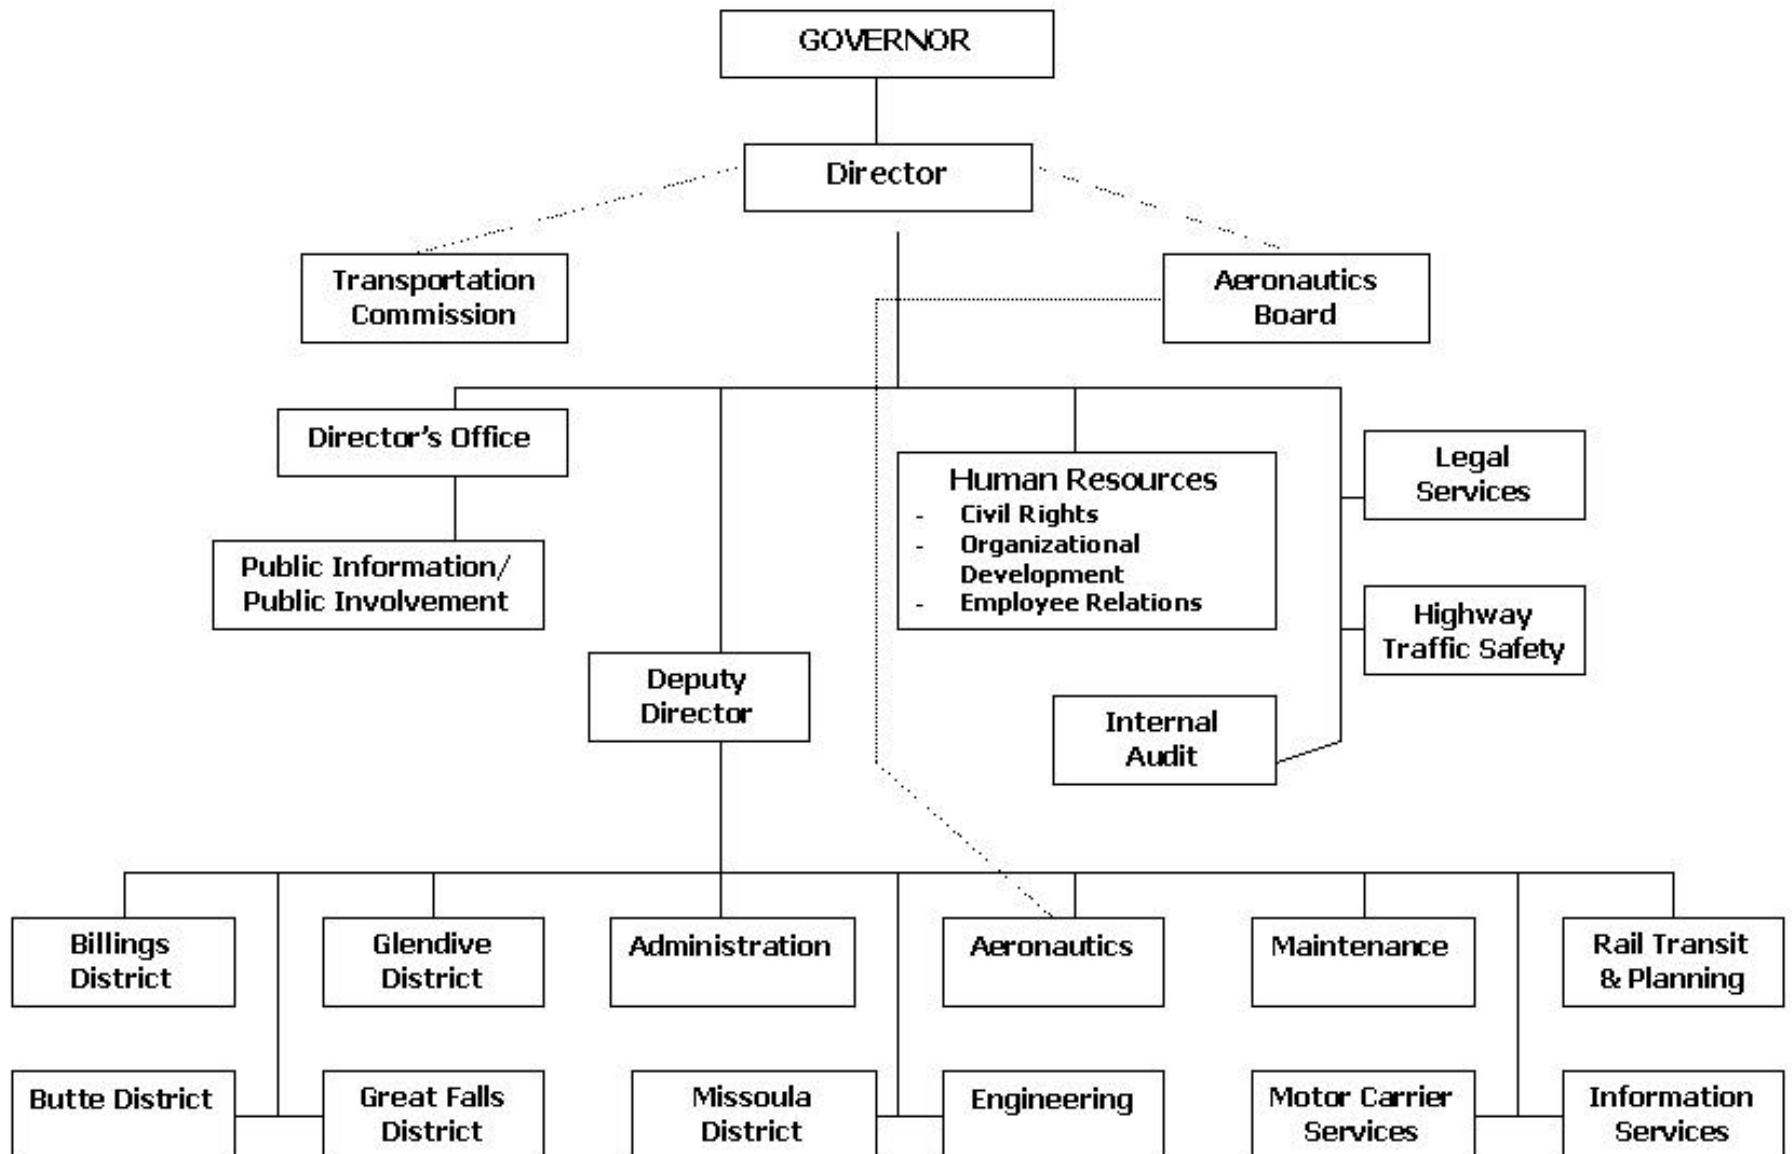 GOVERNOR
Director
Transportation
Commission
Aeronautics
Board
Director's Office
Public Information/
Public Involvement
Human Resources
- Civil Rights
- Organizational
Development
- Employee Relations
Legal
Services
Highway
Traffic Safety
Deputy
Director
Internal
Audit
Billings
District
Glendive
District
Administration
Aeronautics
Maintenance
Rail Transit
& Planning
Butte District
Great Falls
District
Missoula
District
Engineering
Motor Carrier
Services
Information
Services